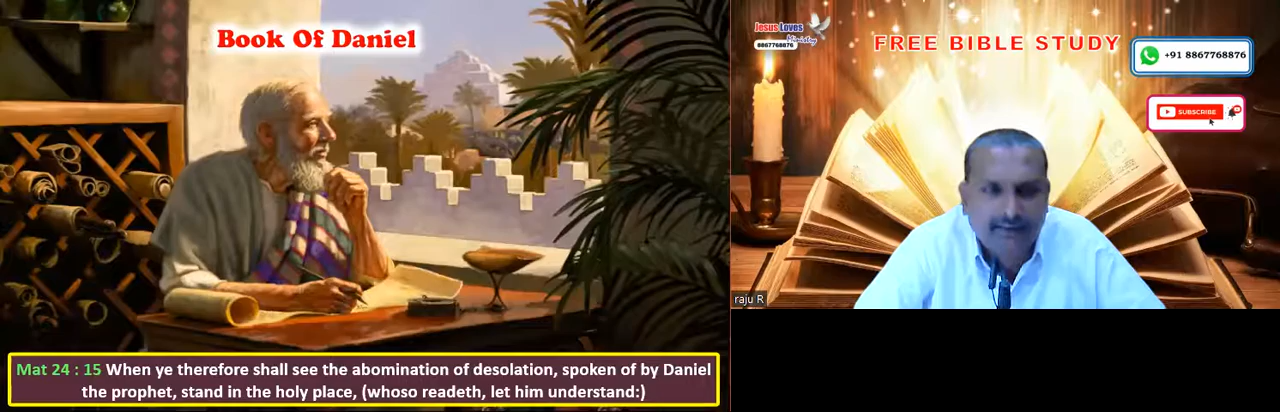 Book Of Daniel
Mat 24 : 15 When ye therefore shall see the abomination of desolation, spoken of by Daniel
the prophet, stand in the holy place, (whoso readeth, let him understand:)
Jesus Loves
Ministry
8867768876
FREE BIBLE STUDY
+91 8867768876
SUBSCRIBE
raju R